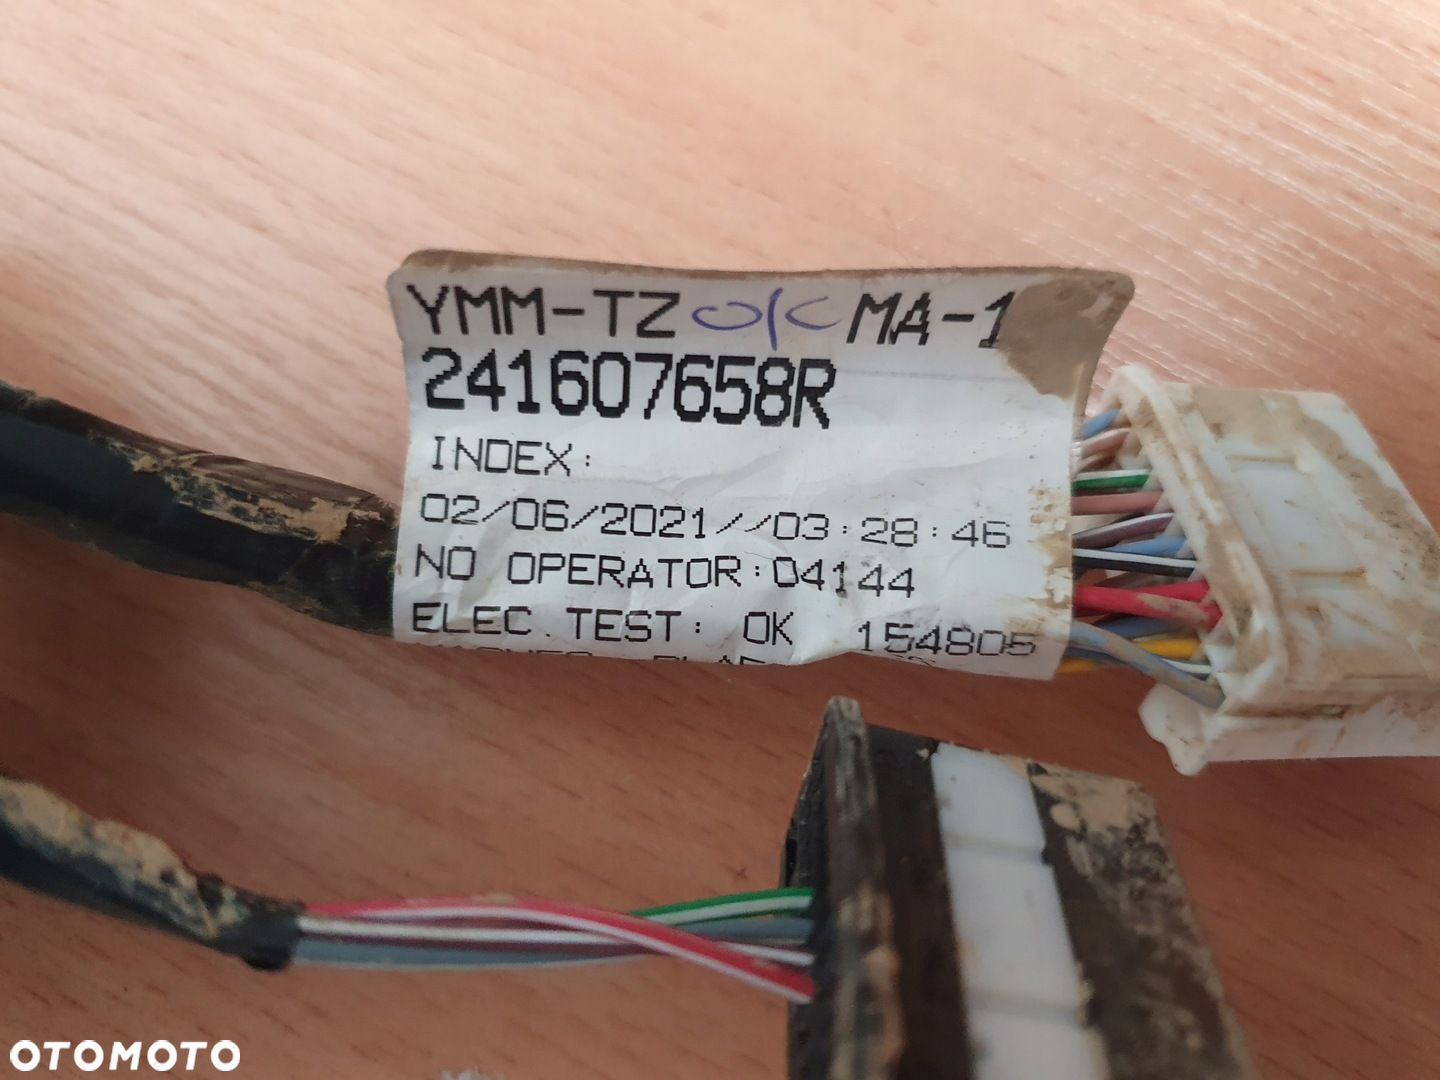 YMM-TZ OK MA-1
241607658R
INDEX:
02/06/2021//03:28:46
NO OPERATOR:04144
ELEC.TEST: OK 154805
OTOMOTO